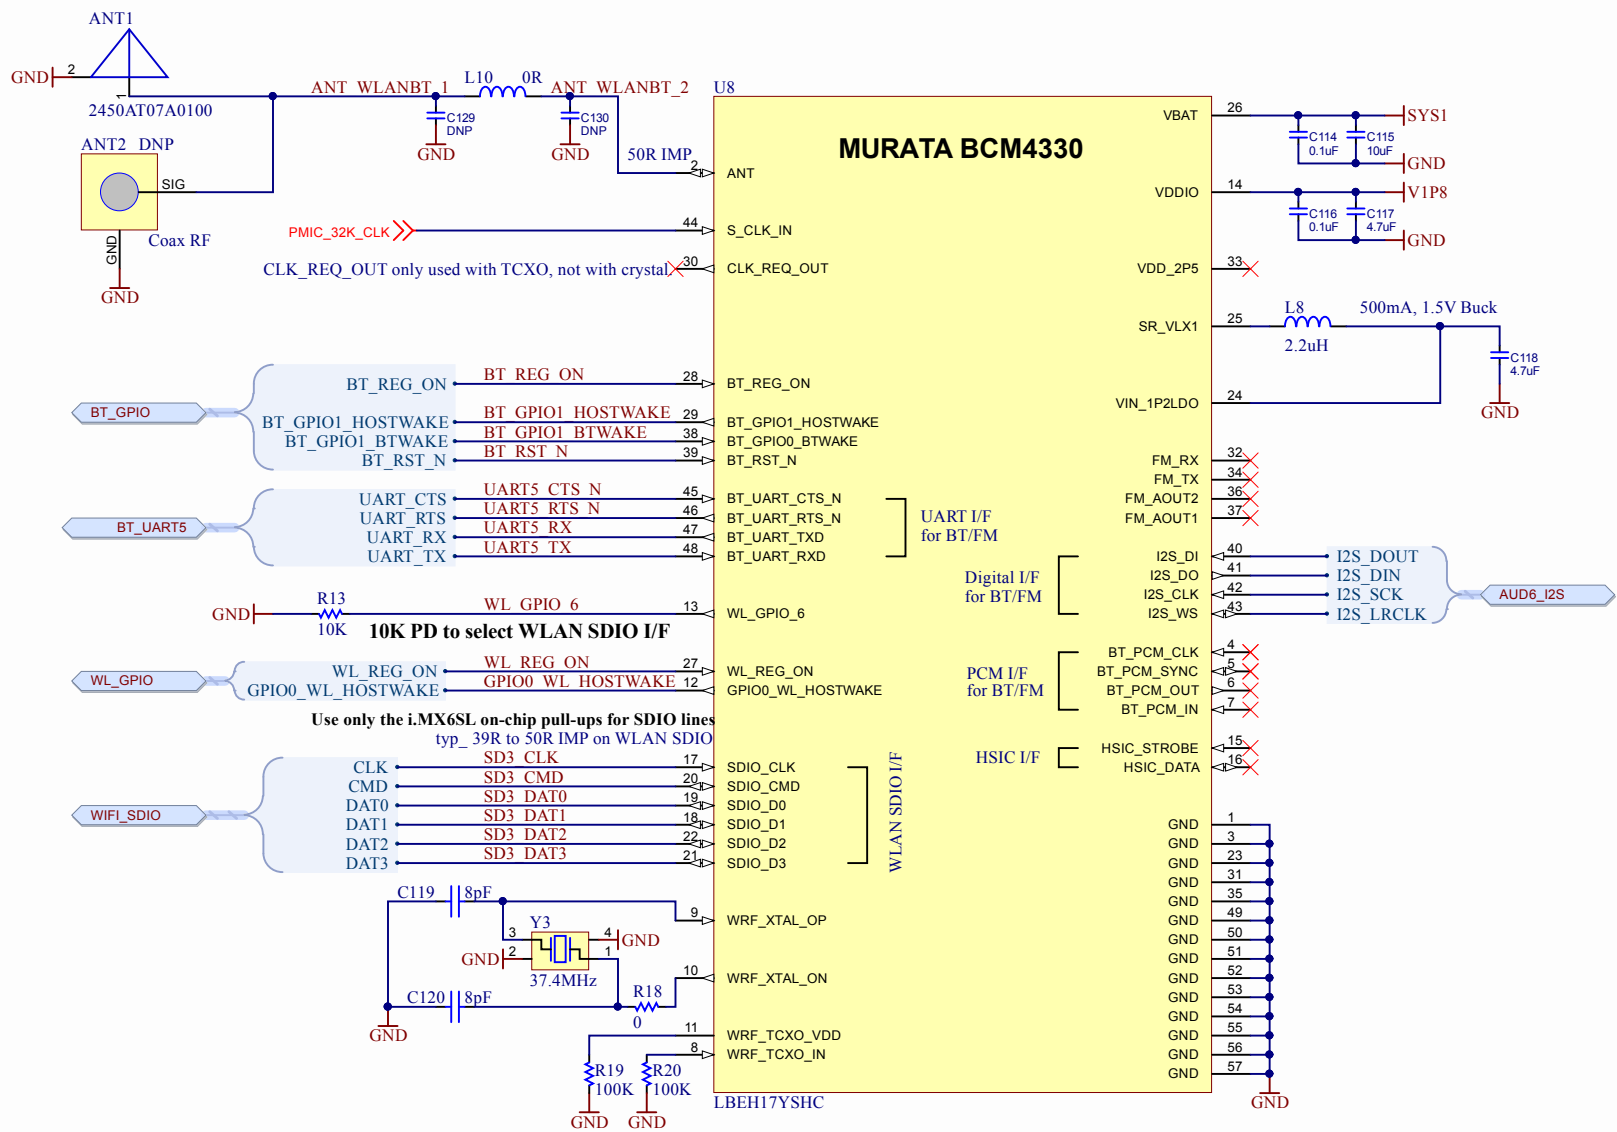 ANT1
GND 2
1
2450AT07A0100
ANT2 DNP
SIG
GND
Coax RF
GND
ANT_WLANBT_1
L10 0R
ANT_WLANBT_2
C129
DNP
GND
C130
DNP
GND
50R IMP
2 ANT
PMIC_32K_CLK
44 S_CLK_IN
CLK_REQ_OUT only used with TCXO, not with crystal
30 CLK_REQ_OUT
U8
MURATA BCM4330
BT_GPIO
BT_REG_ON BT_REG_ON 28 BT_REG_ON
BT_GPIO1_HOSTWAKE BT_GPIO1_HOSTWAKE 29 BT_GPIO1_HOSTWAKE
BT_GPIO1_BTWAKE BT_GPIO1_BTWAKE 38 BT_GPIO0_BTWAKE
BT_RST_N BT_RST_N 39 BT_RST_N
BT_UART5
UART_CTS UART5_CTS_N 45 BT_UART_CTS_N
UART_RTS UART5_RTS_N 46 BT_UART_RTS_N
UART_RX UART5_RX 47 BT_UART_TXD
UART_TX UART5_TX 48 BT_UART_RXD
UART I/F
for BT/FM
GND R13 WL_GPIO_6 13 WL_GPIO_6
10K
10K PD to select WLAN SDIO I/F
WL_GPIO
WL_REG_ON WL_REG_ON 27 WL_REG_ON
GPIO0_WL_HOSTWAKE GPIO0_WL_HOSTWAKE 12 GPIO0_WL_HOSTWAKE
Use only the i.MX6SL on-chip pull-ups for SDIO lines
typ_ 39R to 50R IMP on WLAN SDIO
WIFI_SDIO
CLK SD3_CLK 17 SDIO_CLK
CMD SD3_CMD 20 SDIO_CMD
DAT0 SD3_DAT0 19 SDIO_D0
DAT1 SD3_DAT1 18 SDIO_D1
DAT2 SD3_DAT2 22 SDIO_D2
DAT3 SD3_DAT3 21 SDIO_D3
WLAN SDIO I/F
C119 8pF
9 WRF_XTAL_OP
Y3
3 4 GND
GND 2 1
37.4MHz
10 WRF_XTAL_ON
C120 8pF
R18
0
GND
11 WRF_TCXO_VDD
8 WRF_TCXO_IN
R19
100K
GND
R20
100K
GND
LBEH17YSHC
VBAT 26 SYS1
C114
0.1uF
C115
10uF
GND
VDDIO 14 V1P8
C116
0.1uF
C117
4.7uF
GND
VDD_2P5 33
SR_VLX1 25
L8
2.2uH
500mA, 1.5V Buck
C118
4.7uF
GND
VIN_1P2LDO 24
FM_RX 32
FM_TX 34
FM_AOUT2 36
FM_AOUT1 37
Digital I/F
for BT/FM
I2S_DI 40 I2S_DOUT
I2S_DO 41 I2S_DIN
I2S_CLK 42 I2S_SCK
I2S_WS 43 I2S_LRCLK
AUD6_I2S
PCM I/F
for BT/FM
BT_PCM_CLK 4
BT_PCM_SYNC 5
BT_PCM_OUT 6
BT_PCM_IN 7
HSIC I/F
HSIC_STROBE 15
HSIC_DATA 16
GND 1
GND 3
GND 23
GND 31
GND 35
GND 49
GND 50
GND 51
GND 52
GND 53
GND 54
GND 55
GND 56
GND 57
GND